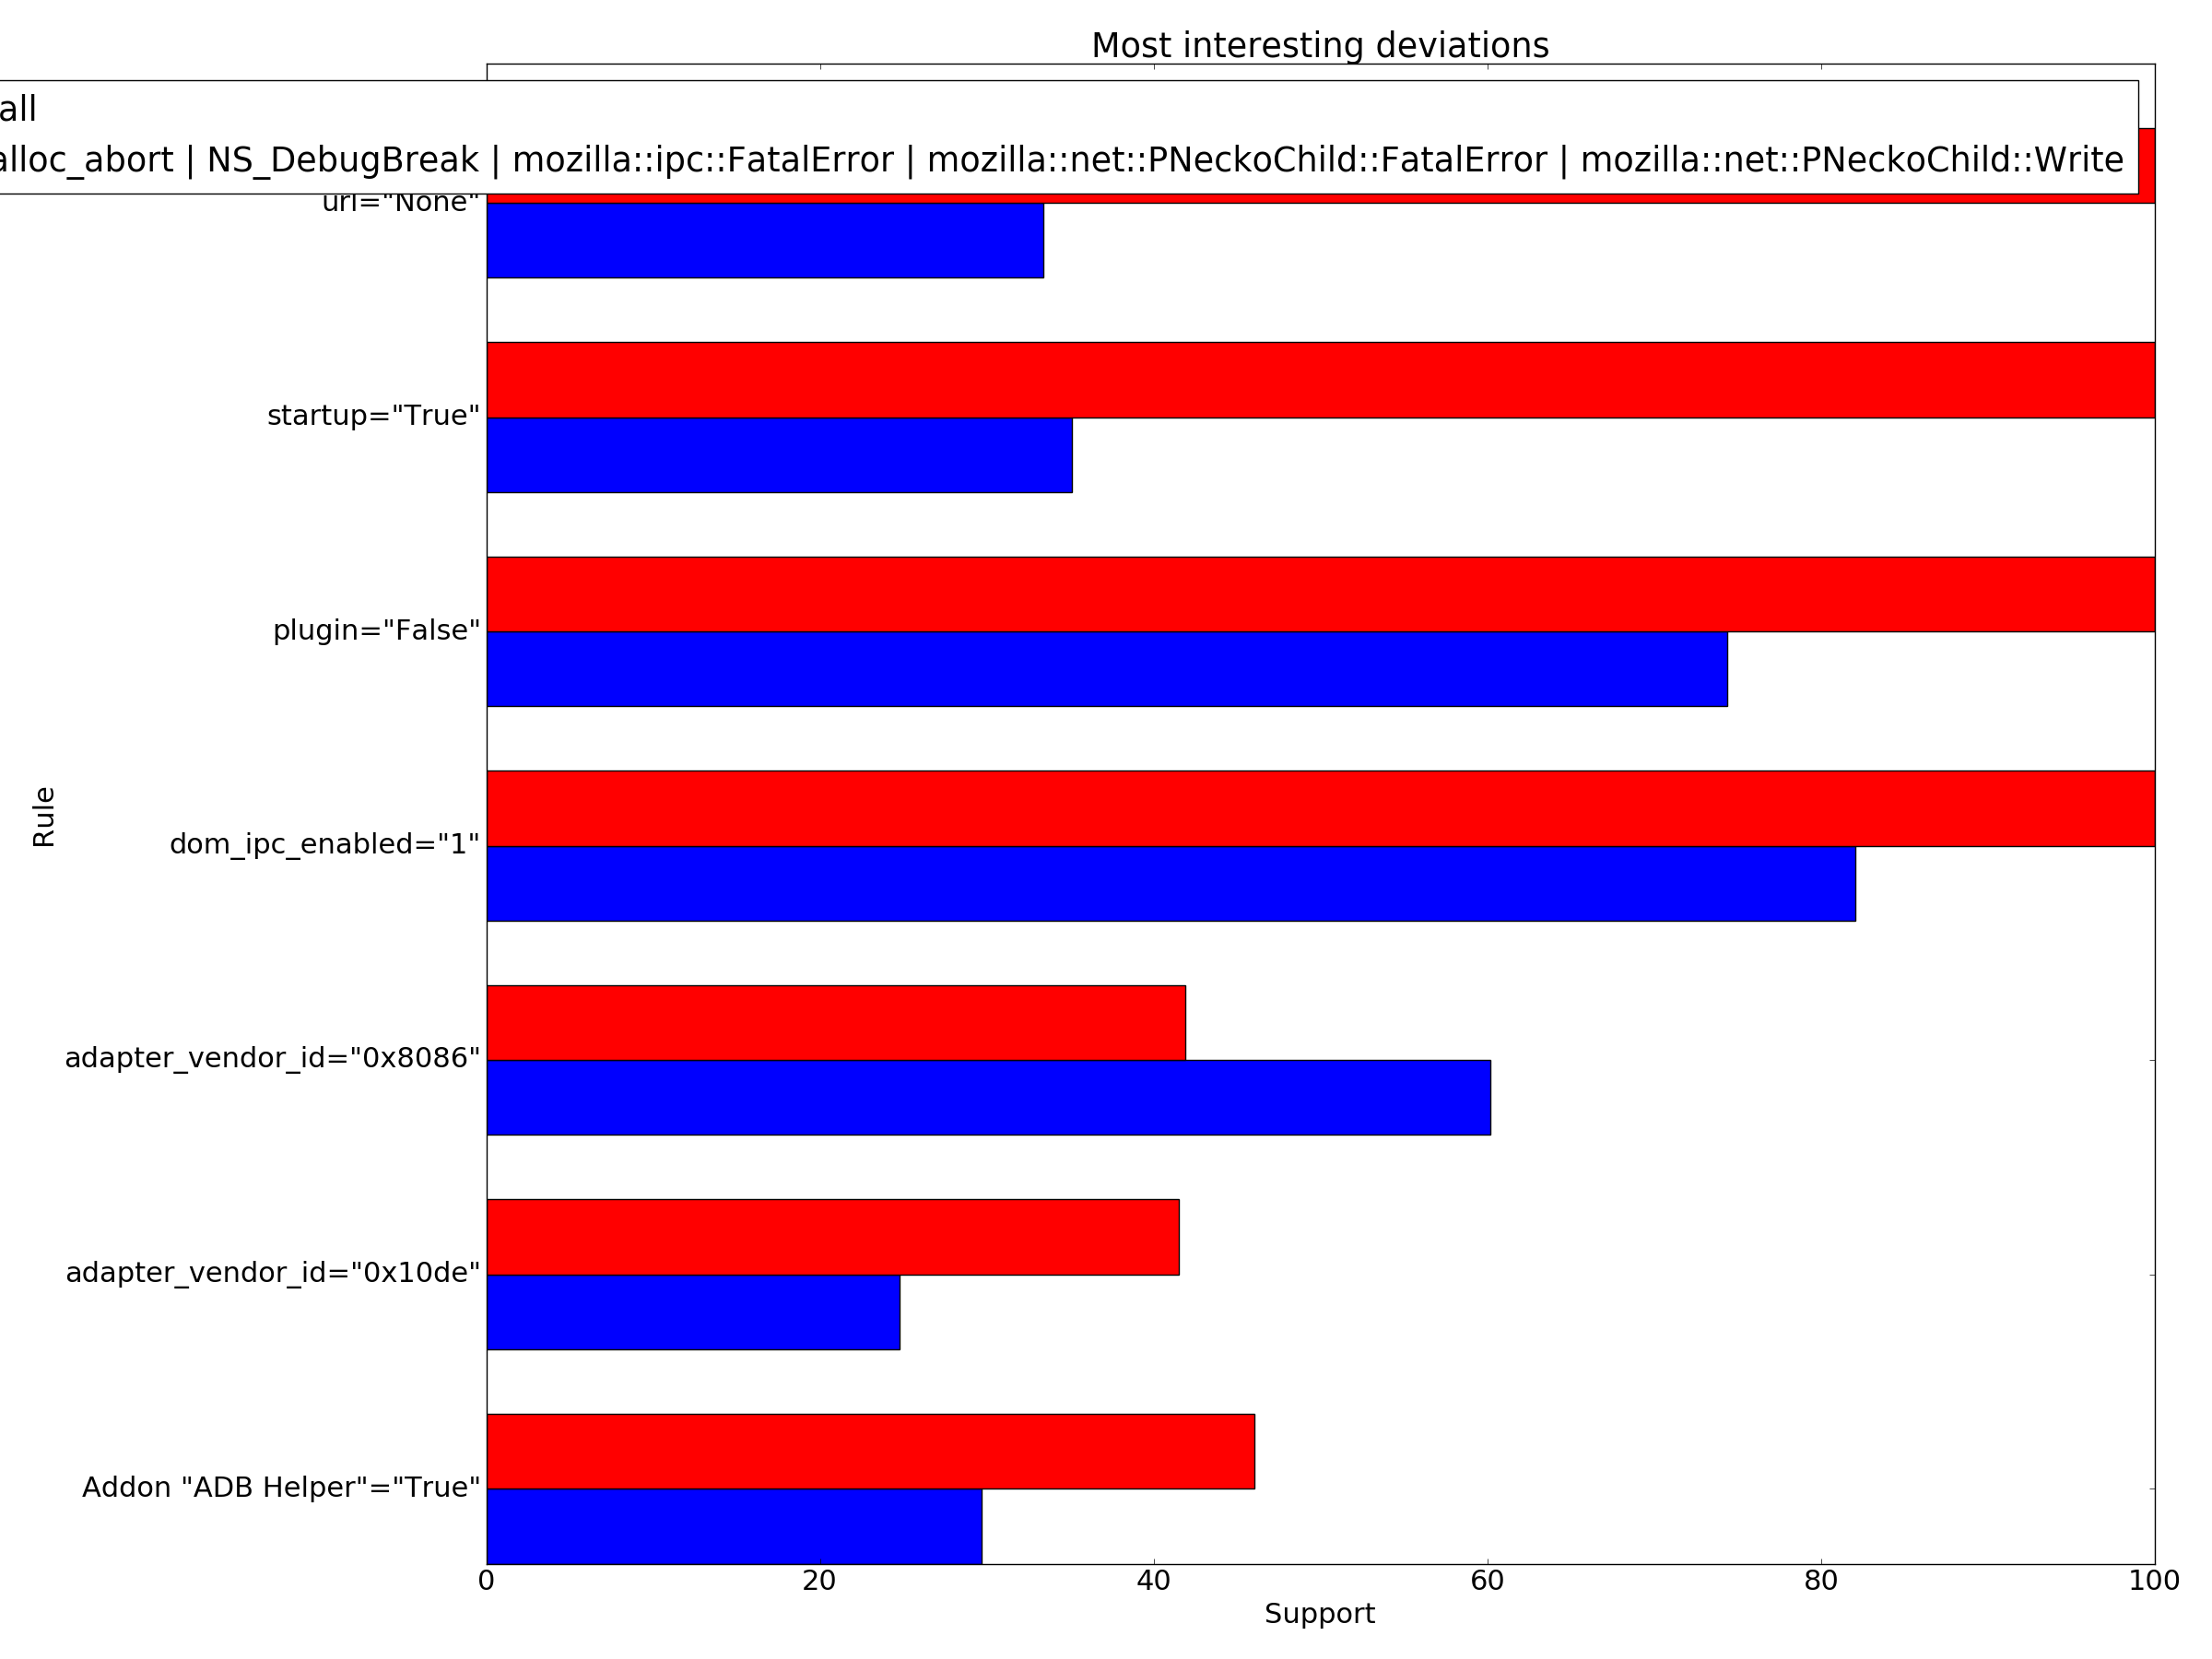 Most interesting deviations
all
alloc_abort | NS_DebugBreak | mozilla::ipc::FatalError | mozilla::net::PNeckoChild::FatalError | mozilla::net::PNeckoChild::Write
url="None"
startup="True"
plugin="False"
dom_ipc_enabled="1"
Rule
adapter_vendor_id="0x8086"
adapter_vendor_id="0x10de"
Addon "ADB Helper"="True"
0 20 40 60 80 100
Support